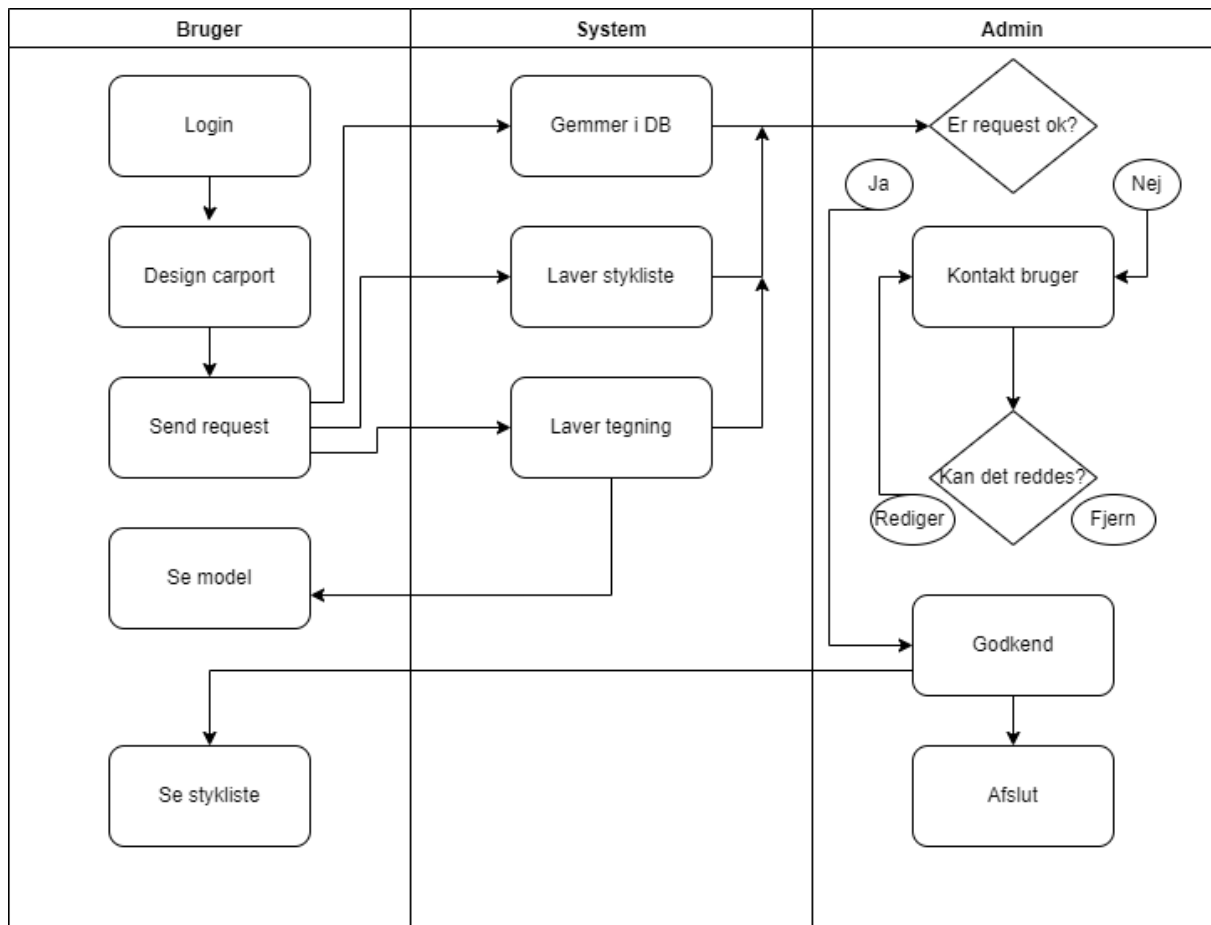 Bruger
System
Admin
Login
Gemmer i DB
Er request ok?
Ja
Nej
Design carport
Laver stykliste
Kontakt bruger
Send request
Laver tegning
Kan det reddes?
Rediger
Fjern
Se model
Godkend
Se stykliste
Afslut